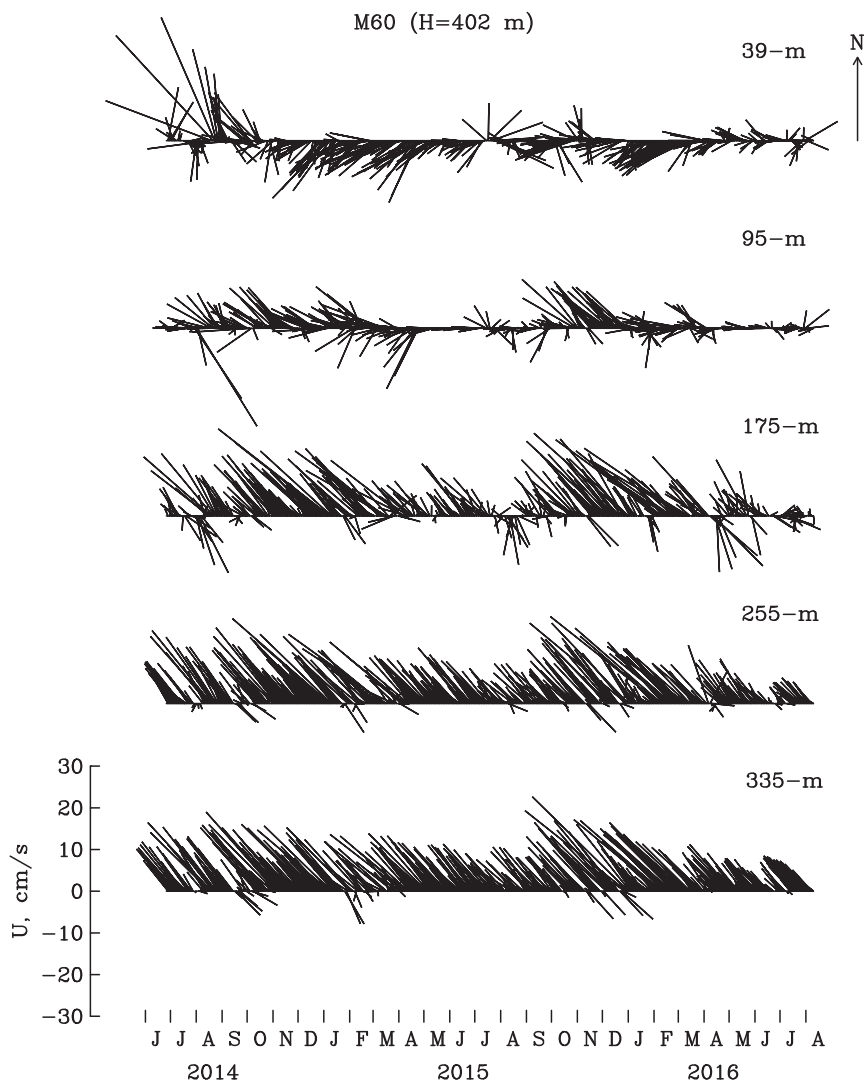 M60 (H=402 m)
N
39-m
95-m
175-m
255-m
335-m
30
20
10
0
-10
-20
-30
U, cm/s
J J A S O N D J F M A M J J A S O N D J F M A M J J A
2014 2015 2016